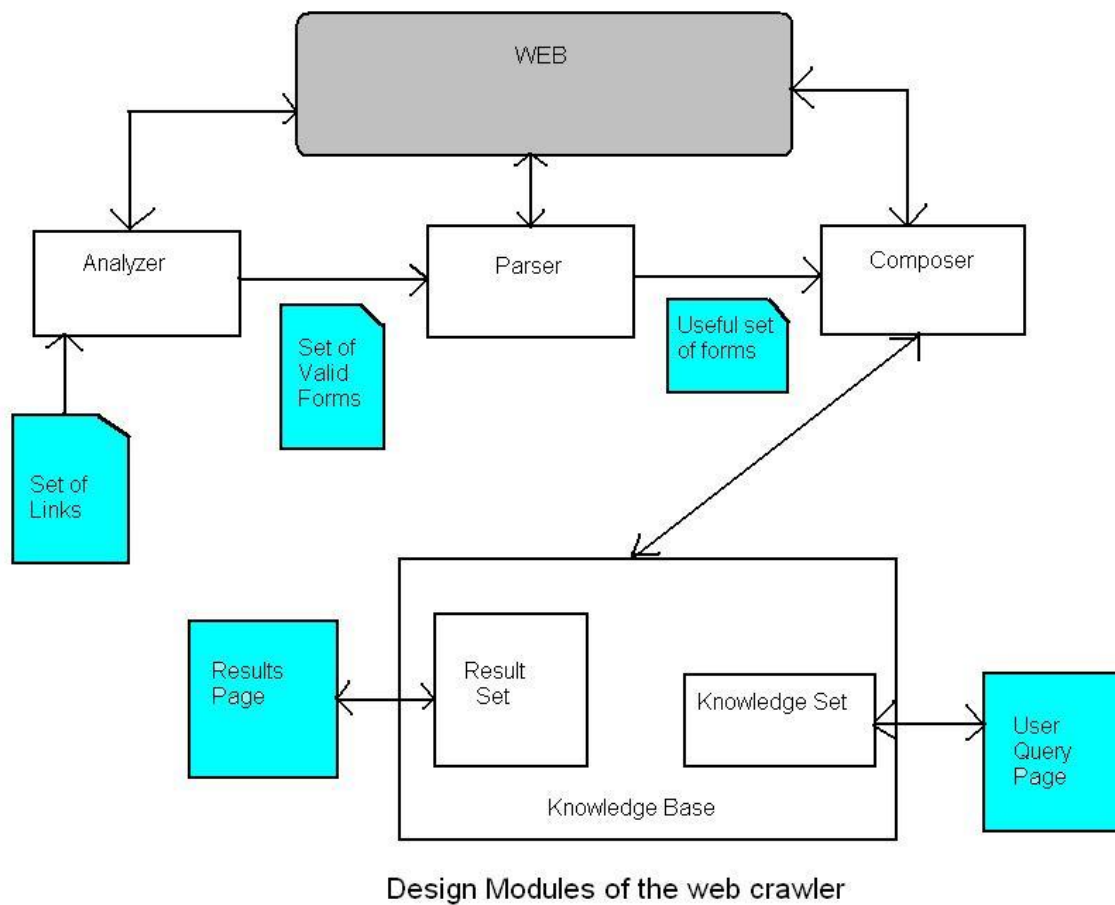 WEB
Analyzer
Parser
Composer
Set of
Valid
Forms
Useful set
of forms
Set of
Links
Results
Page
Result
Set
Knowledge Set
User
Query
Page
Knowledge Base
Design Modules of the web crawler